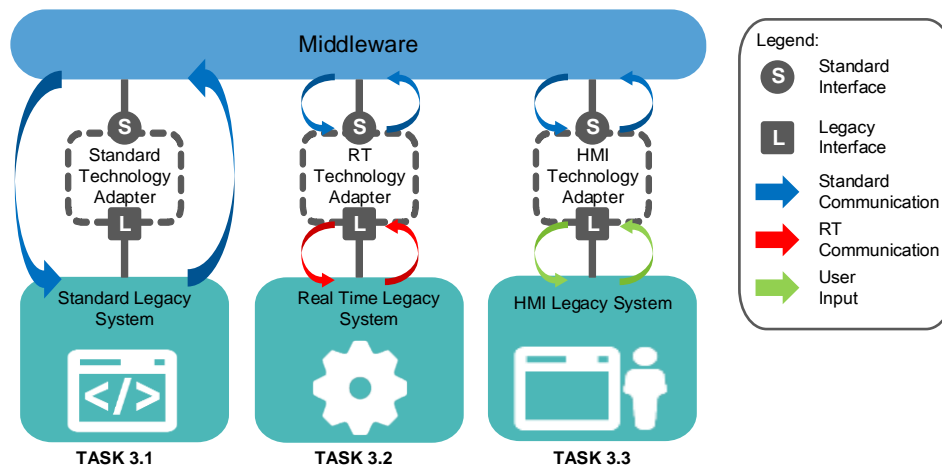 Middleware
S
Standard
Technology
Adapter
L
Standard Legacy
System
</>
TASK 3.1
S
RT
Technology
Adapter
L
Real Time Legacy
System
TASK 3.2
S
HMI
Technology
Adapter
L
HMI Legacy System
TASK 3.3
Legend:
S
Standard
Interface
L
Legacy
Interface
Standard
Communication
RT
Communication
User
Input